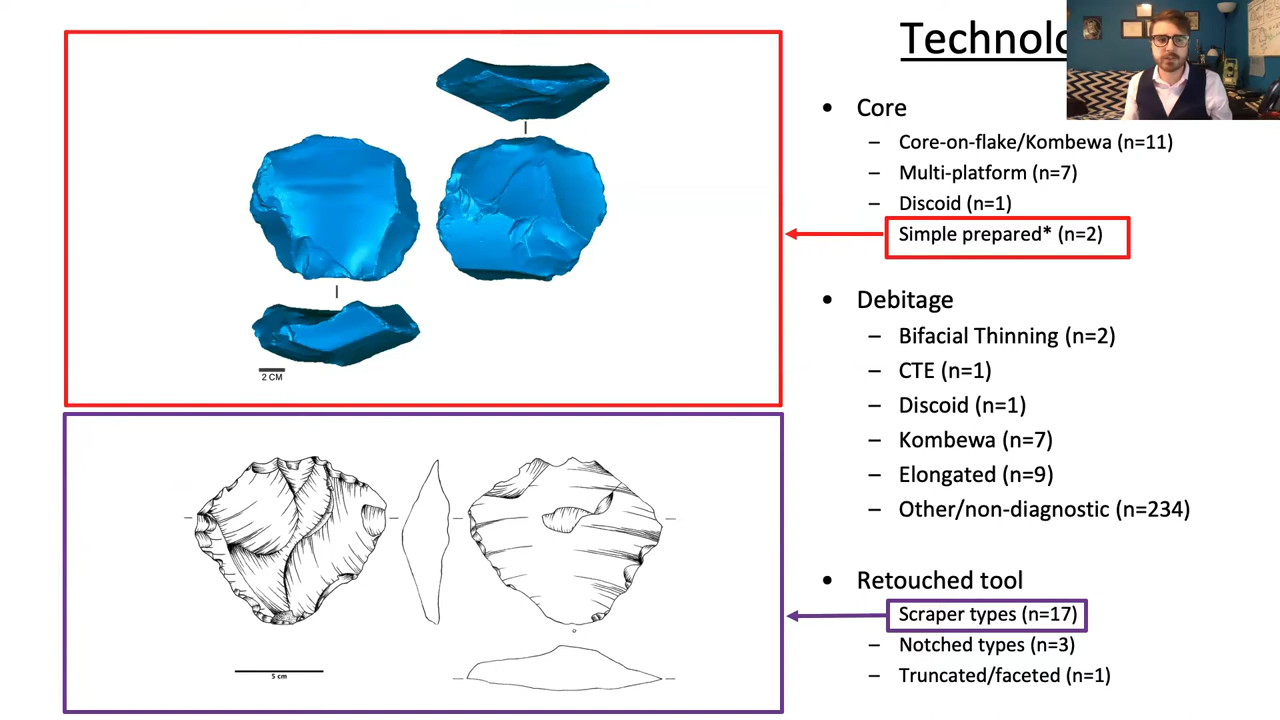 Technolo
• Core
– Core-on-flake/Kombewa (n=11)
– Multi-platform (n=7)
– Discoid (n=1)
– Simple prepared* (n=2)
2 CM
• Debitage
– Bifacial Thinning (n=2)
– CTE (n=1)
– Discoid (n=1)
– Kombewa (n=7)
– Elongated (n=9)
– Other/non-diagnostic (n=234)
• Retouched tool
– Scraper types (n=17)
– Notched types (n=3)
– Truncated/faceted (n=1)
5 cm